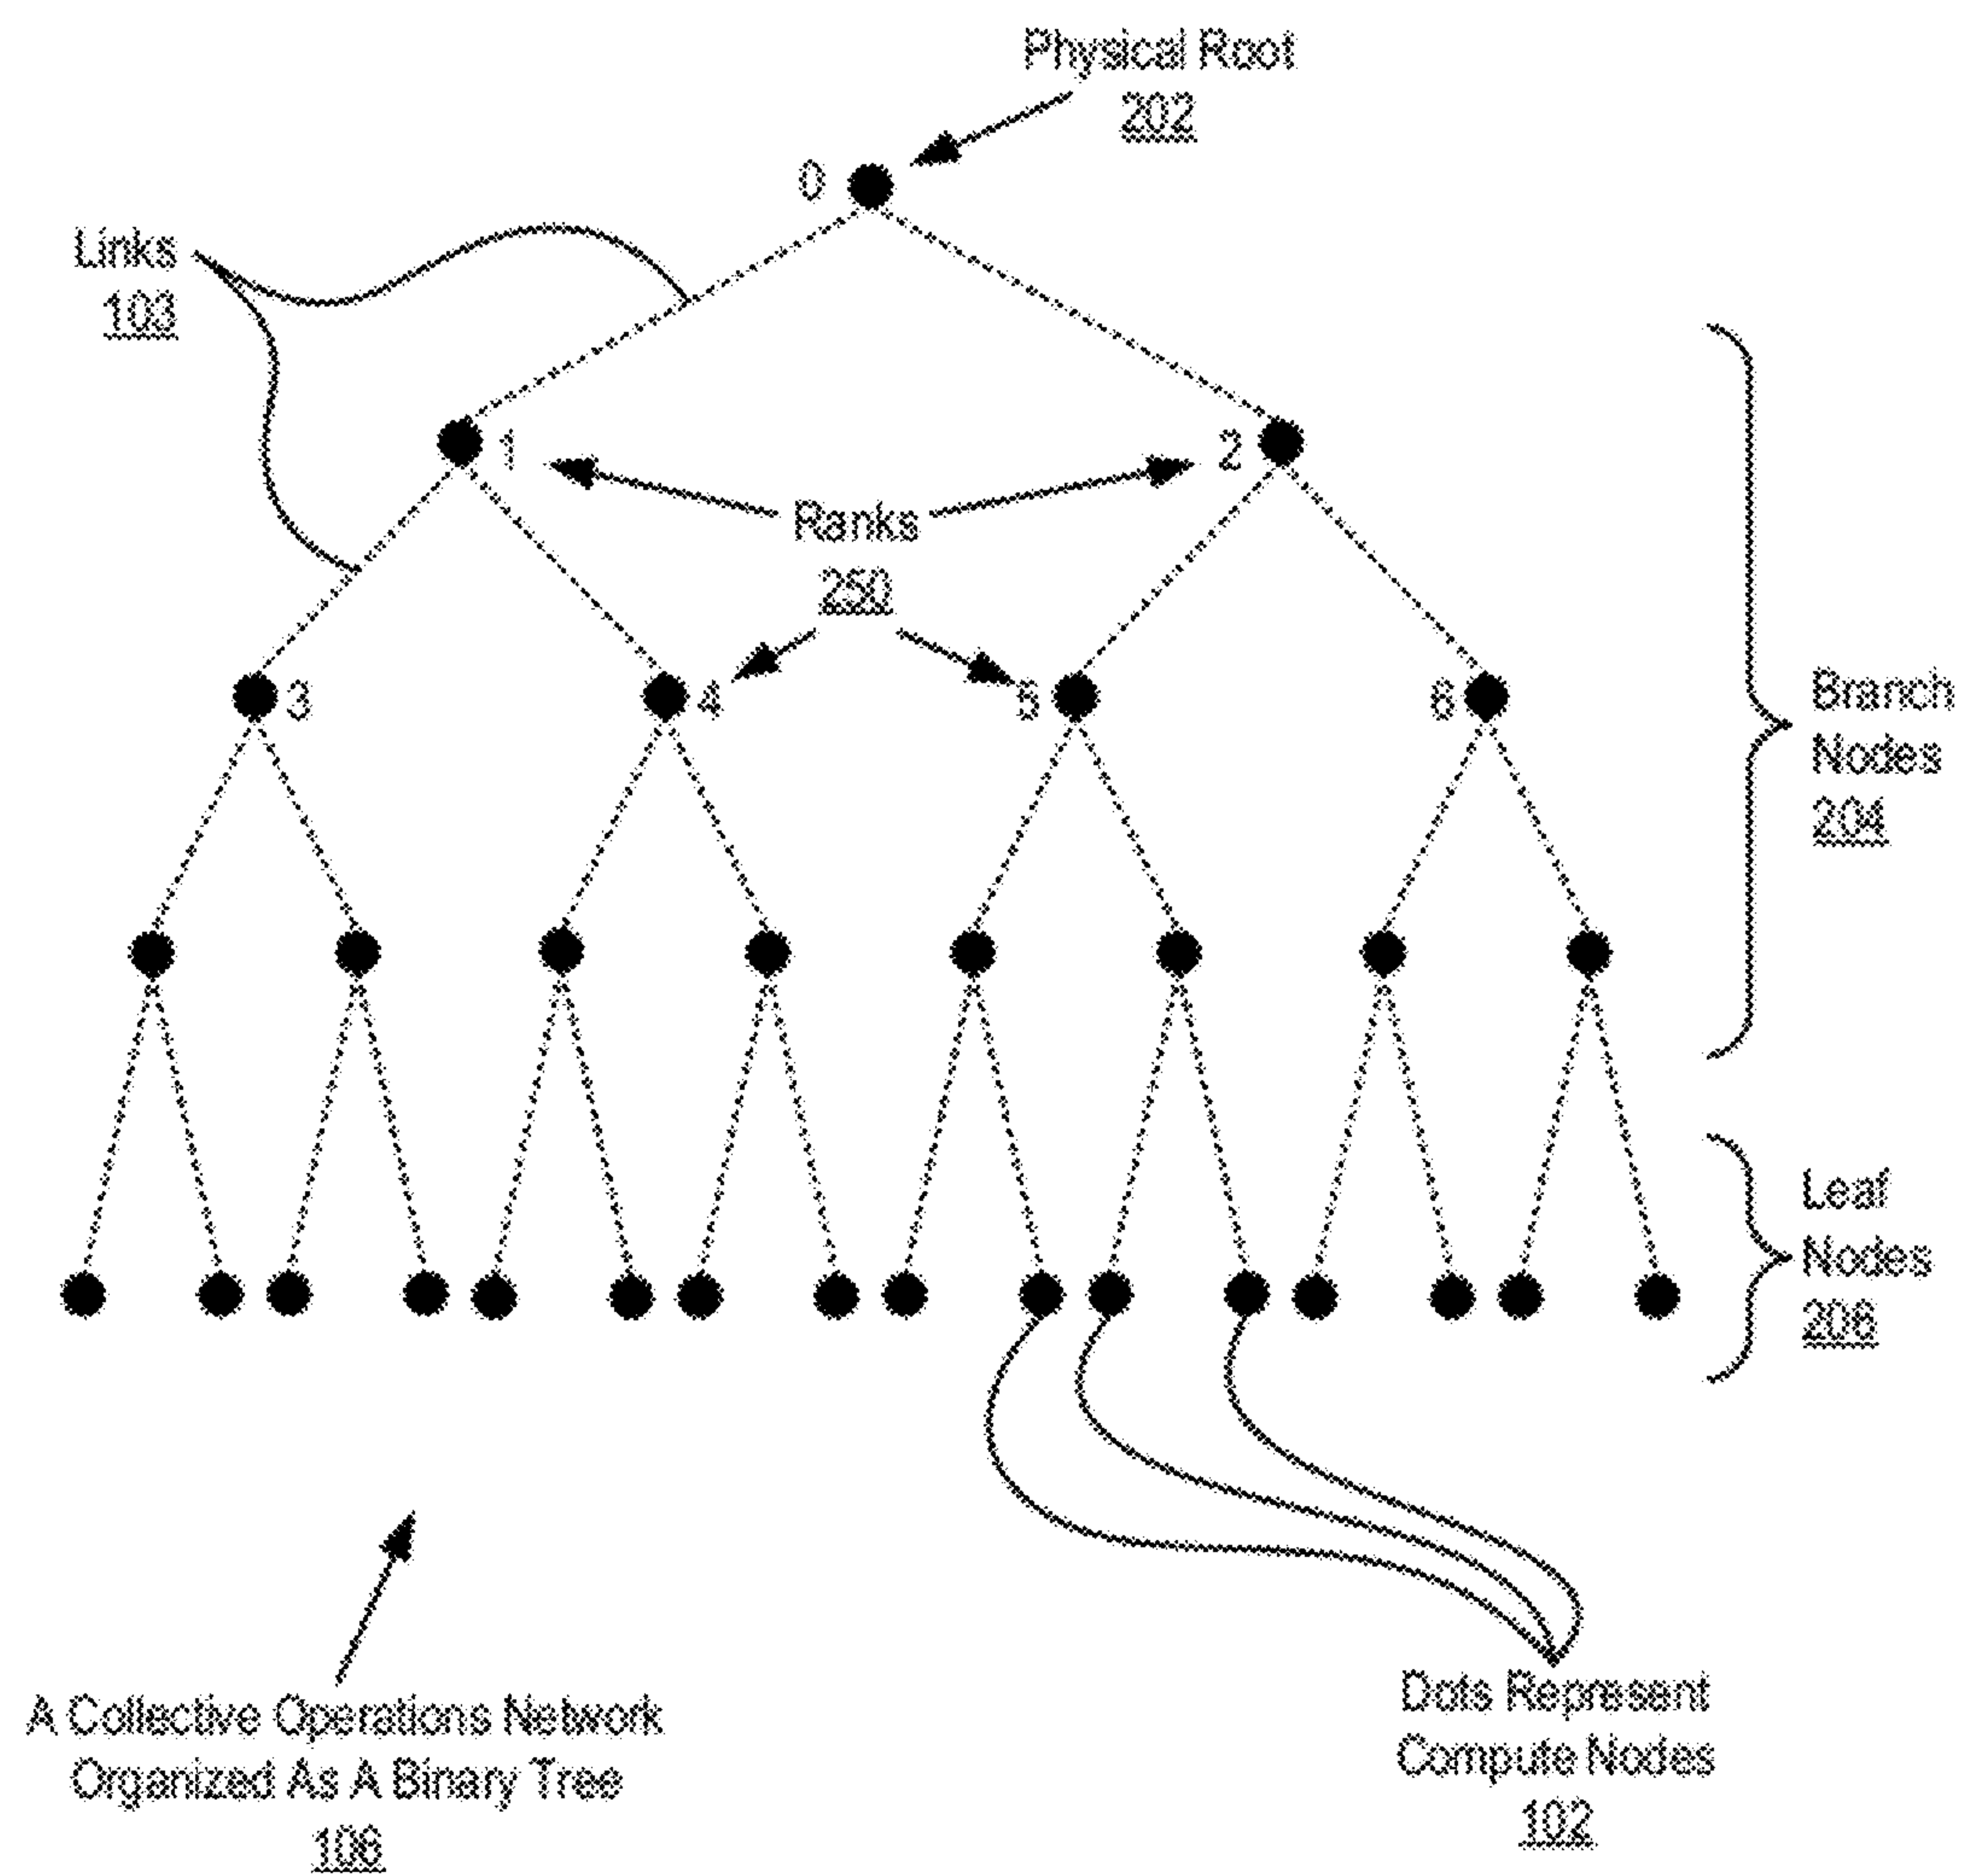 Physical Root
202
0
Links
103
1
2
Ranks
250
3
4
5
6
Branch
Nodes
204
Leaf
Nodes
206
A Collective Operations Network
Organized As A Binary Tree
106
Dots Represent
Compute Nodes
102